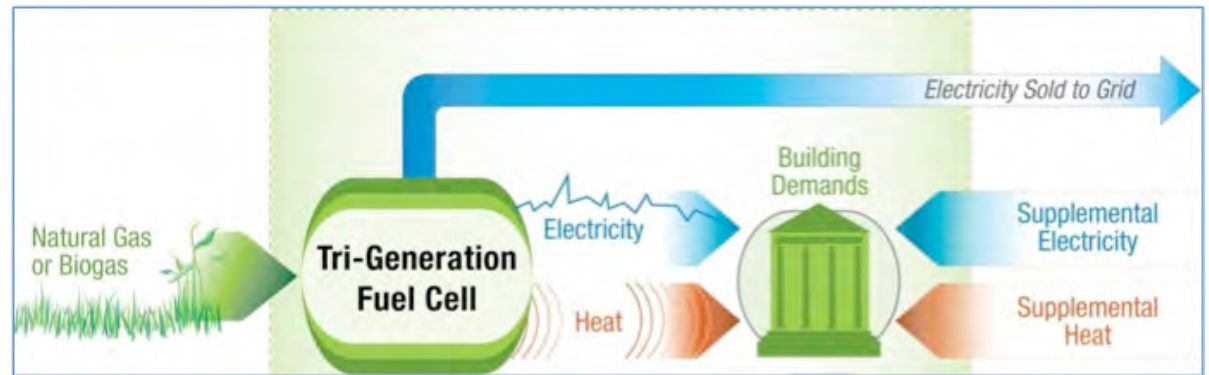 Electricity Sold to Grid
Building
Demands
Natural Gas
or Biogas
Tri-Generation
Fuel Cell
Electricity
Heat
Supplemental
Electricity
Supplemental
Heat